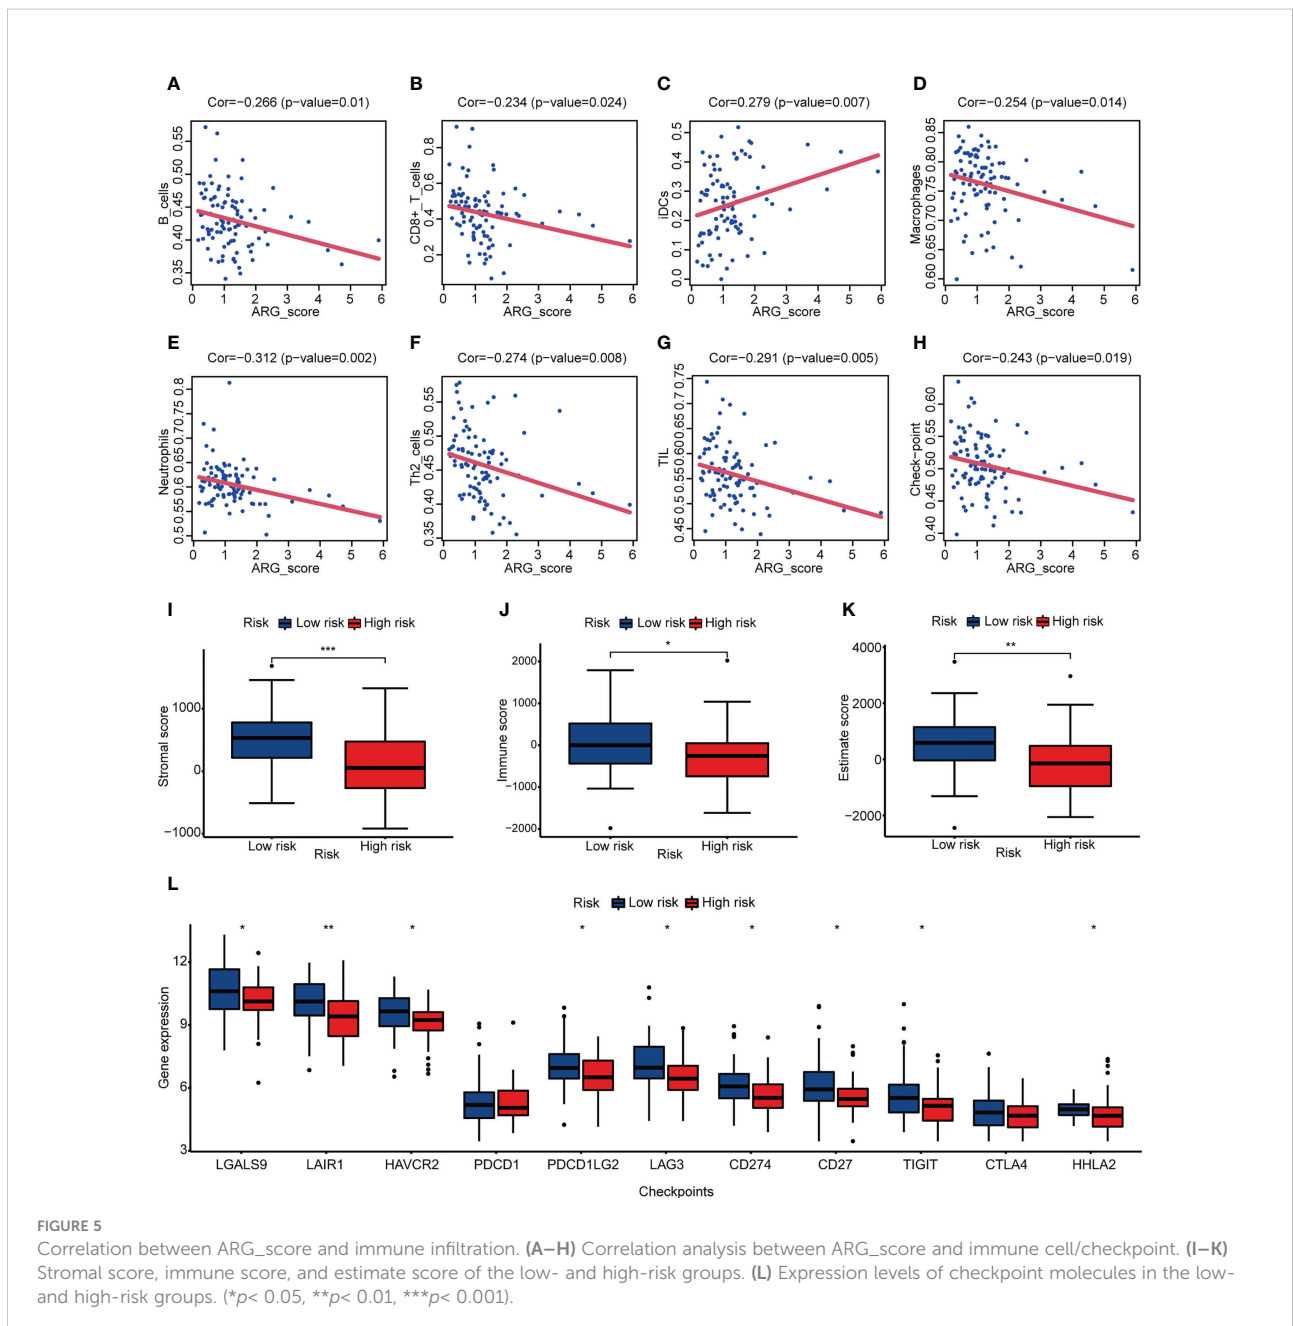 A
B
C
D
Cor=−0.266 (p−value=0.01)
Cor=−0.234 (p−value=0.024)
Cor=0.279 (p−value=0.007)
Cor=−0.254 (p−value=0.014)
B_cells
0.35 0.40 0.45 0.50 0.55
0 1 2 3 4 5 6
ARG_score
CD8+_T_cells
0.2 0.4 0.6 0.8
0 1 2 3 4 5 6
ARG_score
iDCs
0.0 0.1 0.2 0.3 0.4 0.5
0 1 2 3 4 5 6
ARG_score
Macrophages
0.60 0.65 0.70 0.75 0.80 0.85
0 1 2 3 4 5 6
ARG_score
E
F
G
H
Cor=−0.312 (p−value=0.002)
Cor=−0.274 (p−value=0.008)
Cor=−0.291 (p−value=0.005)
Cor=−0.243 (p−value=0.019)
Neutrophils
0.5 0.55 0.6 0.65 0.70 0.75 0.8
0 1 2 3 4 5 6
ARG_score
Th2_cells
0.35 0.40 0.45 0.50 0.55
0 1 2 3 4 5 6
ARG_score
TIL
0.45 0.50 0.55 0.60 0.65 0.7 0.75
0 1 2 3 4 5 6
ARG_score
Check−point
0.40 0.45 0.50 0.55 0.60
0 1 2 3 4 5 6
ARG_score
I
Risk Low risk High risk
***
Stromal score
1000
0
−1000
Low risk High risk
Risk
J
Risk Low risk High risk
*
Immune score
2000
1000
0
−1000
−2000
Low risk High risk
Risk
K
Risk Low risk High risk
**
Estimate score
4000
2000
0
−2000
Low risk High risk
Risk
L
Risk Low risk High risk
* ** * * * * * * *
Gene expression
12
9
6
3
LGALS9 LAIR1 HAVCR2 PDCD1 PDCD1LG2 LAG3 CD274 CD27 TIGIT CTLA4 HHLA2
Checkpoints
FIGURE 5
Correlation between ARG_score and immune infiltration. (A–H) Correlation analysis between ARG_score and immune cell/checkpoint. (I–K)
Stromal score, immune score, and estimate score of the low- and high-risk groups. (L) Expression levels of checkpoint molecules in the low-
and high-risk groups. (*p< 0.05, **p< 0.01, ***p< 0.001).